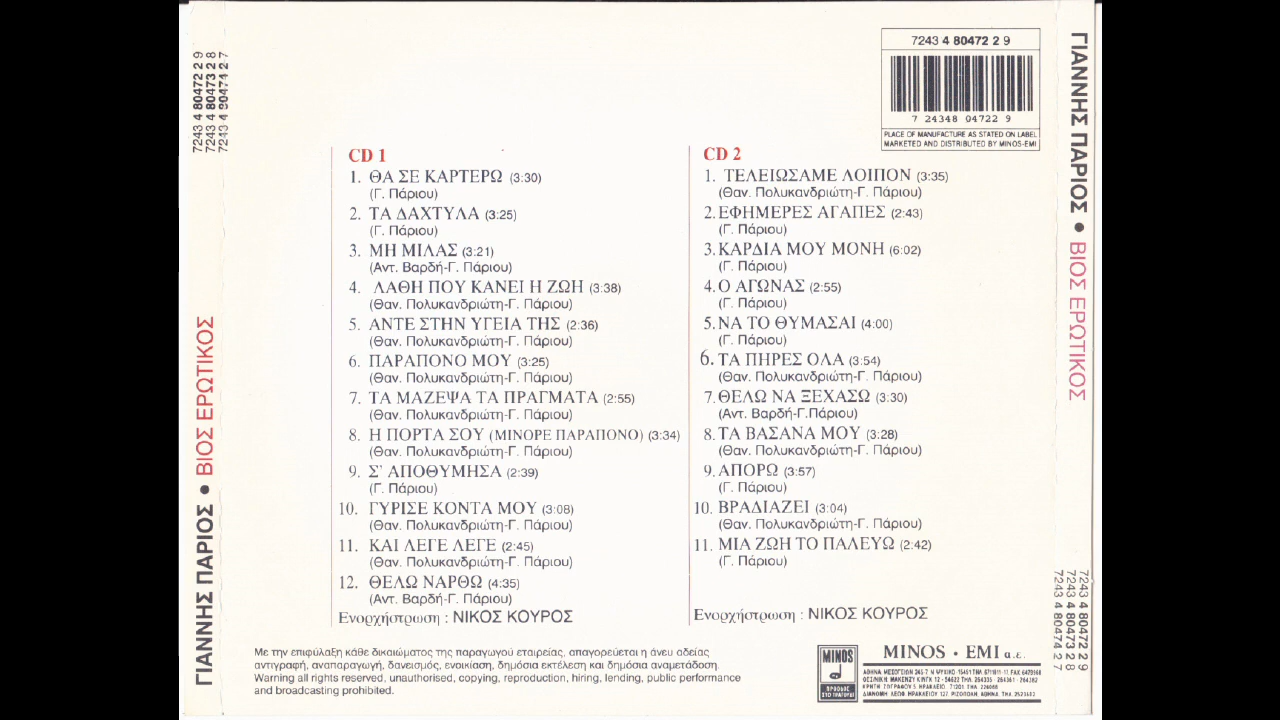 7243 4 80472 2 9
7243 4 80473 2 8
7243 4 80474 2 7
ΓΙΑΝΝΗΣ ΠΑΡΙΟΣ • ΒΙΟΣ ΕΡΩΤΙΚΟΣ
7243 4 80472 2 9
7 24348 04722 9
PLACE OF MANUFACTURE AS STATED ON LABEL
MARKETED AND DISTRIBUTED BY MINOS-EMI
CD 1
1. ΘΑ ΣΕ ΚΑΡΤΕΡΩ (3:30)
(Γ. Πάριου)
2. ΤΑ ΔΑΧΤΥΛΑ (3:25)
(Γ. Πάριου)
3. ΜΗ ΜΙΛΑΣ (3:21)
(Αντ. Βαρδή-Γ. Πάριου)
4. ΛΑΘΗ ΠΟΥ ΚΑΝΕΙ Η ΖΩΗ (3:38)
(Θαν. Πολυκανδριώτη-Γ. Πάριου)
5. ΑΝΤΕ ΣΤΗΝ ΥΓΕΙΑ ΤΗΣ (2:36)
(Θαν. Πολυκανδριώτη-Γ. Πάριου)
6. ΠΑΡΑΠΟΝΟ ΜΟΥ (3:25)
(Θαν. Πολυκανδριώτη-Γ. Πάριου)
7. ΤΑ ΜΑΖΕΨΑ ΤΑ ΠΡΑΓΜΑΤΑ (2:55)
(Θαν. Πολυκανδριώτη-Γ. Πάριου)
8. Η ΠΟΡΤΑ ΣΟΥ (ΜΙΝΟΡΕ ΠΑΡΑΠΟΝΟ) (3:34)
(Θαν. Πολυκανδριώτη-Γ. Πάριου)
9. Σ' ΑΠΟΘΥΜΗΣΑ (2:39)
(Γ. Πάριου)
10. ΓΥΡΙΣΕ ΚΟΝΤΑ ΜΟΥ (3:08)
(Θαν. Πολυκανδριώτη-Γ. Πάριου)
11. ΚΑΙ ΛΕΓΕ ΛΕΓΕ (2:45)
(Θαν. Πολυκανδριώτη-Γ. Πάριου)
12. ΘΕΛΩ ΝΑΡΘΩ (4:35)
(Αντ. Βαρδή-Γ. Πάριου)
Ενορχήστρωση : ΝΙΚΟΣ ΚΟΥΡΟΣ
CD 2
1. ΤΕΛΕΙΩΣΑΜΕ ΛΟΙΠΟΝ (3:35)
(Θαν. Πολυκανδριώτη-Γ. Πάριου)
2. ΕΦΗΜΕΡΕΣ ΑΓΑΠΕΣ (2:43)
(Γ. Πάριου)
3. ΚΑΡΔΙΑ ΜΟΥ ΜΟΝΗ (6:02)
(Γ. Πάριου)
4. Ο ΑΓΩΝΑΣ (2:55)
(Γ. Πάριου)
5. ΝΑ ΤΟ ΘΥΜΑΣΑΙ (4:00)
(Γ. Πάριου)
6. ΤΑ ΠΗΡΕΣ ΟΛΑ (3:54)
(Θαν. Πολυκανδριώτη-Γ. Πάριου)
7. ΘΕΛΩ ΝΑ ΞΕΧΑΣΩ (3:30)
(Αντ. Βαρδή-Γ.Πάριου)
8. ΤΑ ΒΑΣΑΝΑ ΜΟΥ (3:28)
(Θαν. Πολυκανδριώτη-Γ. Πάριου)
9. ΑΠΟΡΩ (3:57)
(Γ. Πάριου)
10. ΒΡΑΔΙΑΖΕΙ (3:04)
(Θαν. Πολυκανδριώτη-Γ. Πάριου)
11. ΜΙΑ ΖΩΗ ΤΟ ΠΑΛΕΥΩ (2:42)
(Γ. Πάριου)
Ενορχήστρωση : ΝΙΚΟΣ ΚΟΥΡΟΣ
Με την επιφύλαξη κάθε δικαιώματος της παραγωγού εταιρείας, απαγορεύεται η άνευ αδείας
αντιγραφή, αναπαραγωγή, δανεισμός, ενοικίαση, δημόσια εκτέλεση και δημόσια αναμετάδοση.
Warning all rights reserved, unauthorised, copying, reproduction, hiring, lending, public performance
and broadcasting prohibited.
MINOS
MINOS • EMI α.ε.
ΓΙΑΝΝΗΣ ΠΑΡΙΟΣ • ΒΙΟΣ ΕΡΩΤΙΚΟΣ
7243 4 80472 2 9
7243 4 80473 2 8
7243 4 80474 2 7